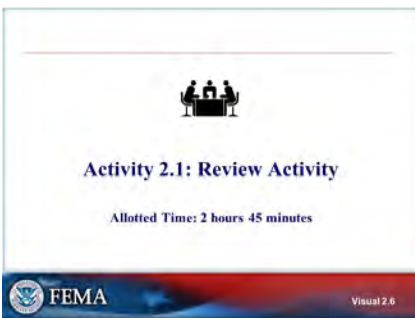 Activity 2.1: Review Activity
Allotted Time: 2 hours 45 minutes
FEMA
Visual 2.6